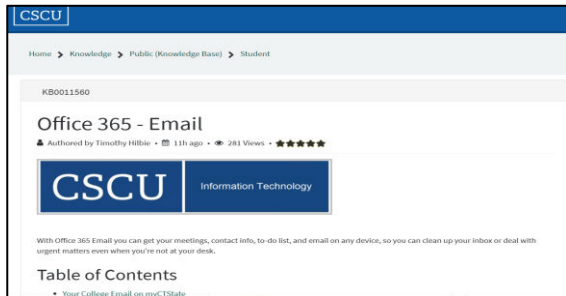 CSCU
Home > Knowledge > Public (Knowledge Base) > Student
KB0011560
Office 365 - Email
Authored by Timothy Hilbie • 11h ago • 281 Views • ★★★★★
CSCU Information Technology
With Office 365 Email you can get your meetings, contact info, to-do list, and email on any device, so you can clean up your inbox or deal with
urgent matters even when you're not at your desk.
Table of Contents
• Your College Email on myCTState